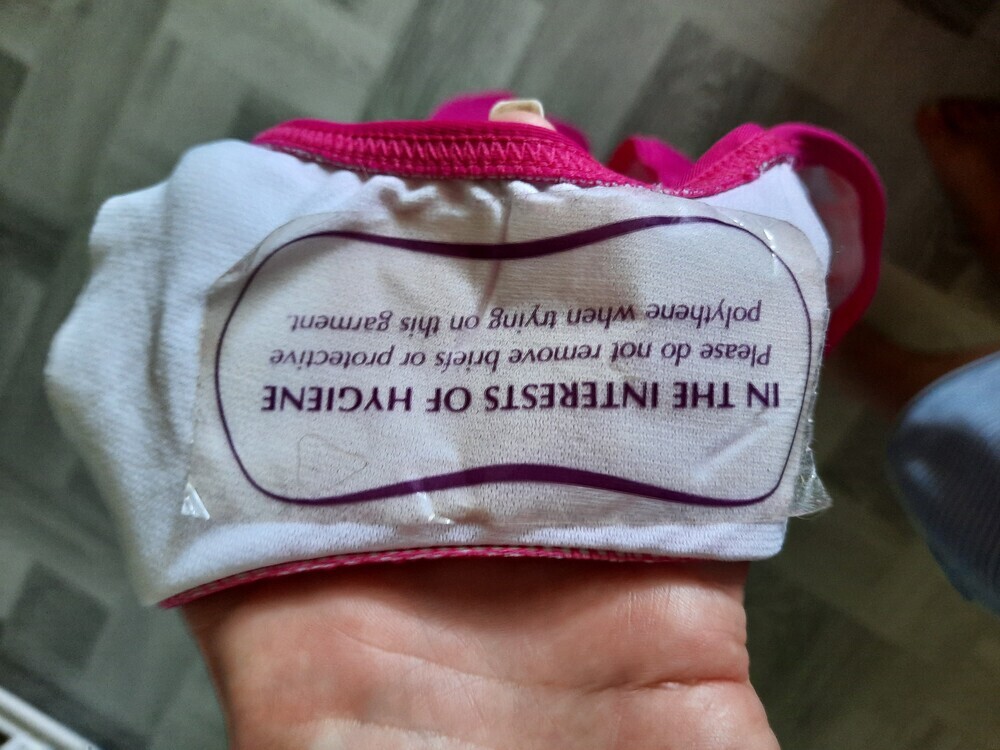 IN THE INTERESTS OF HYGIENE
Please do not remove briefs or protective
polythene when trying on this garment.